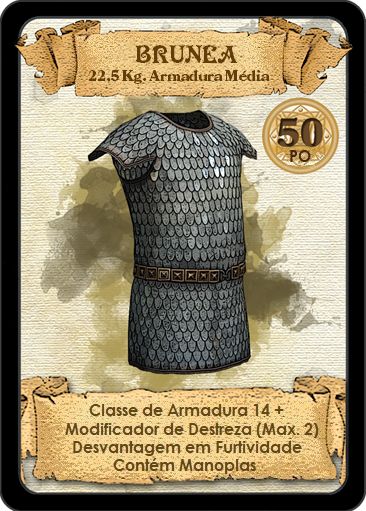 BRUNEA
22,5 Kg. Armadura Média
50
PO
Classe de Armadura 14 +
Modificador de Destreza (Max. 2)
Desvantagem em Furtividade
Contém Manoplas